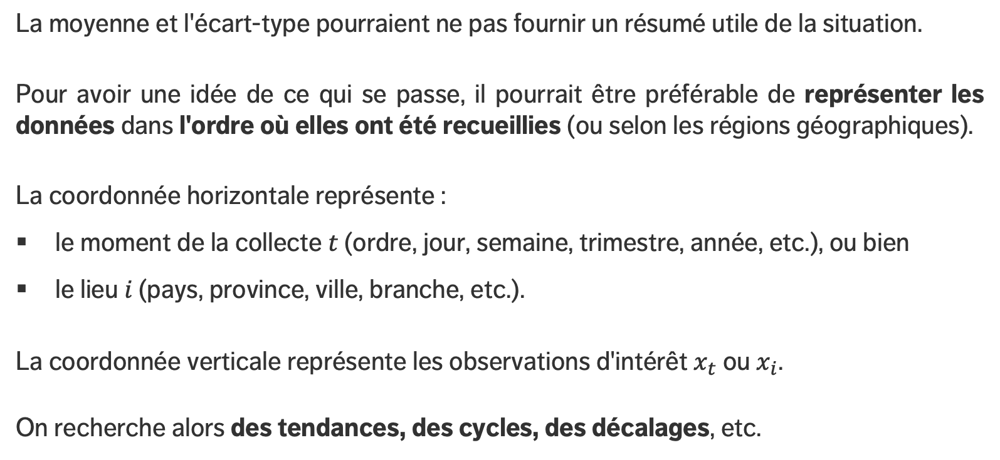 La moyenne et l'écart-type pourraient ne pas fournir un résumé utile de la situation.
Pour avoir une idée de ce qui se passe, il pourrait être préférable de représenter les
données dans l'ordre où elles ont été recueillies (ou selon les régions géographiques).
La coordonnée horizontale représente :
▪ le moment de la collecte t (ordre, jour, semaine, trimestre, année, etc.), ou bien
▪ le lieu i (pays, province, ville, branche, etc.).
La coordonnée verticale représente les observations d'intérêt xₜ ou xᵢ.
On recherche alors des tendances, des cycles, des décalages, etc.